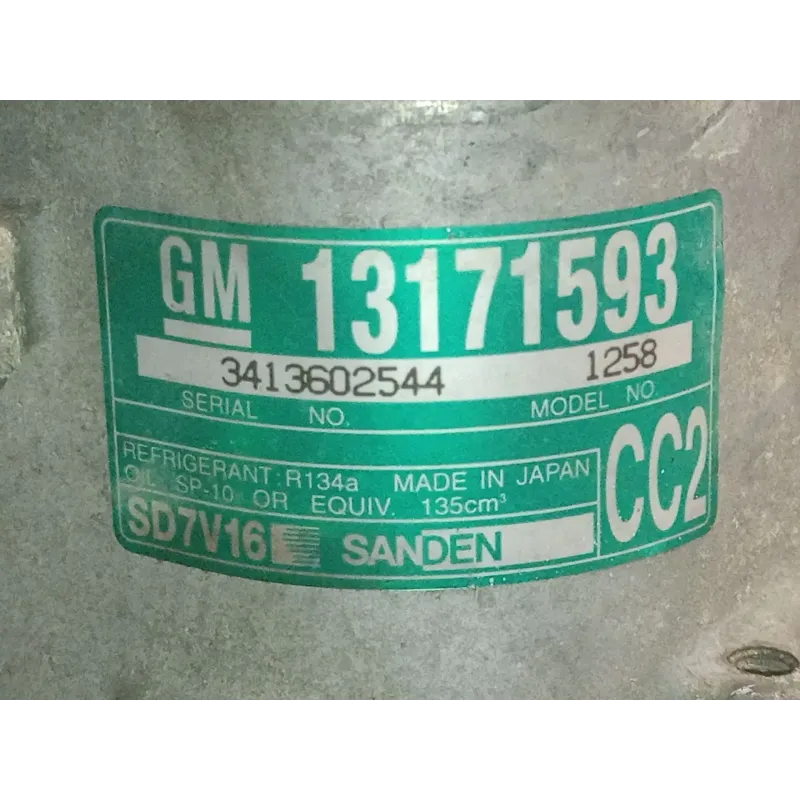 GM 13171593
3413602544 1258
SERIAL NO. MODEL NO.
REFRIGERANT: R134a MADE IN JAPAN
OIL SP-10 OR EQUIV. 135cm³
CC2
SD7V16 SANDEN